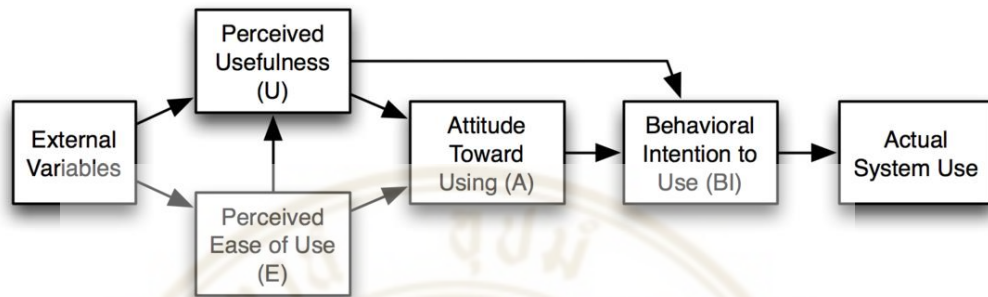 Perceived
Usefulness
(U)
External
Variables
Attitude
Toward
Using (A)
Behavioral
Intention to
Use (BI)
Actual
System Use
Perceived
Ease of Use
(E)